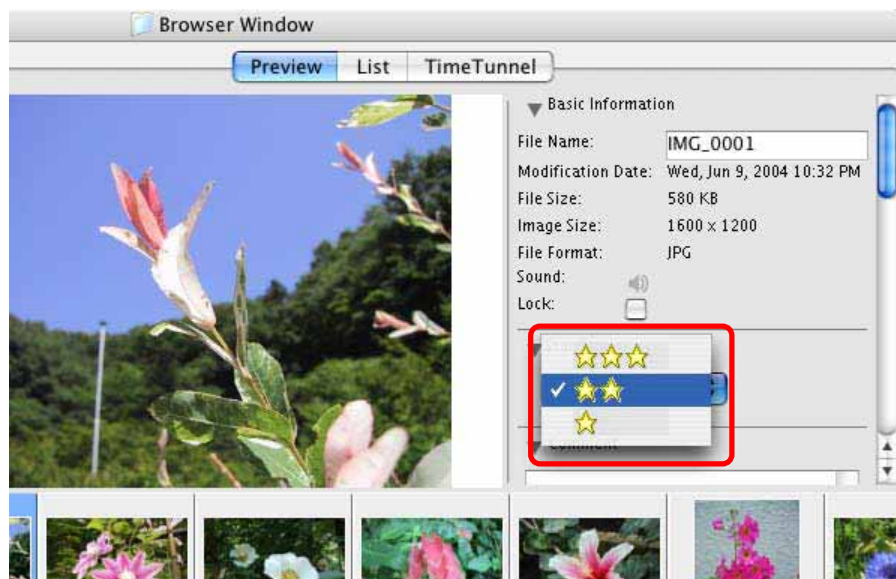 Browser Window
Preview List TimeTunnel
Basic Information
File Name: IMG_0001
Modification Date: Wed, Jun 9, 2004 10:32 PM
File Size: 580 KB
Image Size: 1600 x 1200
File Format: JPG
Sound:
Lock:
Comment